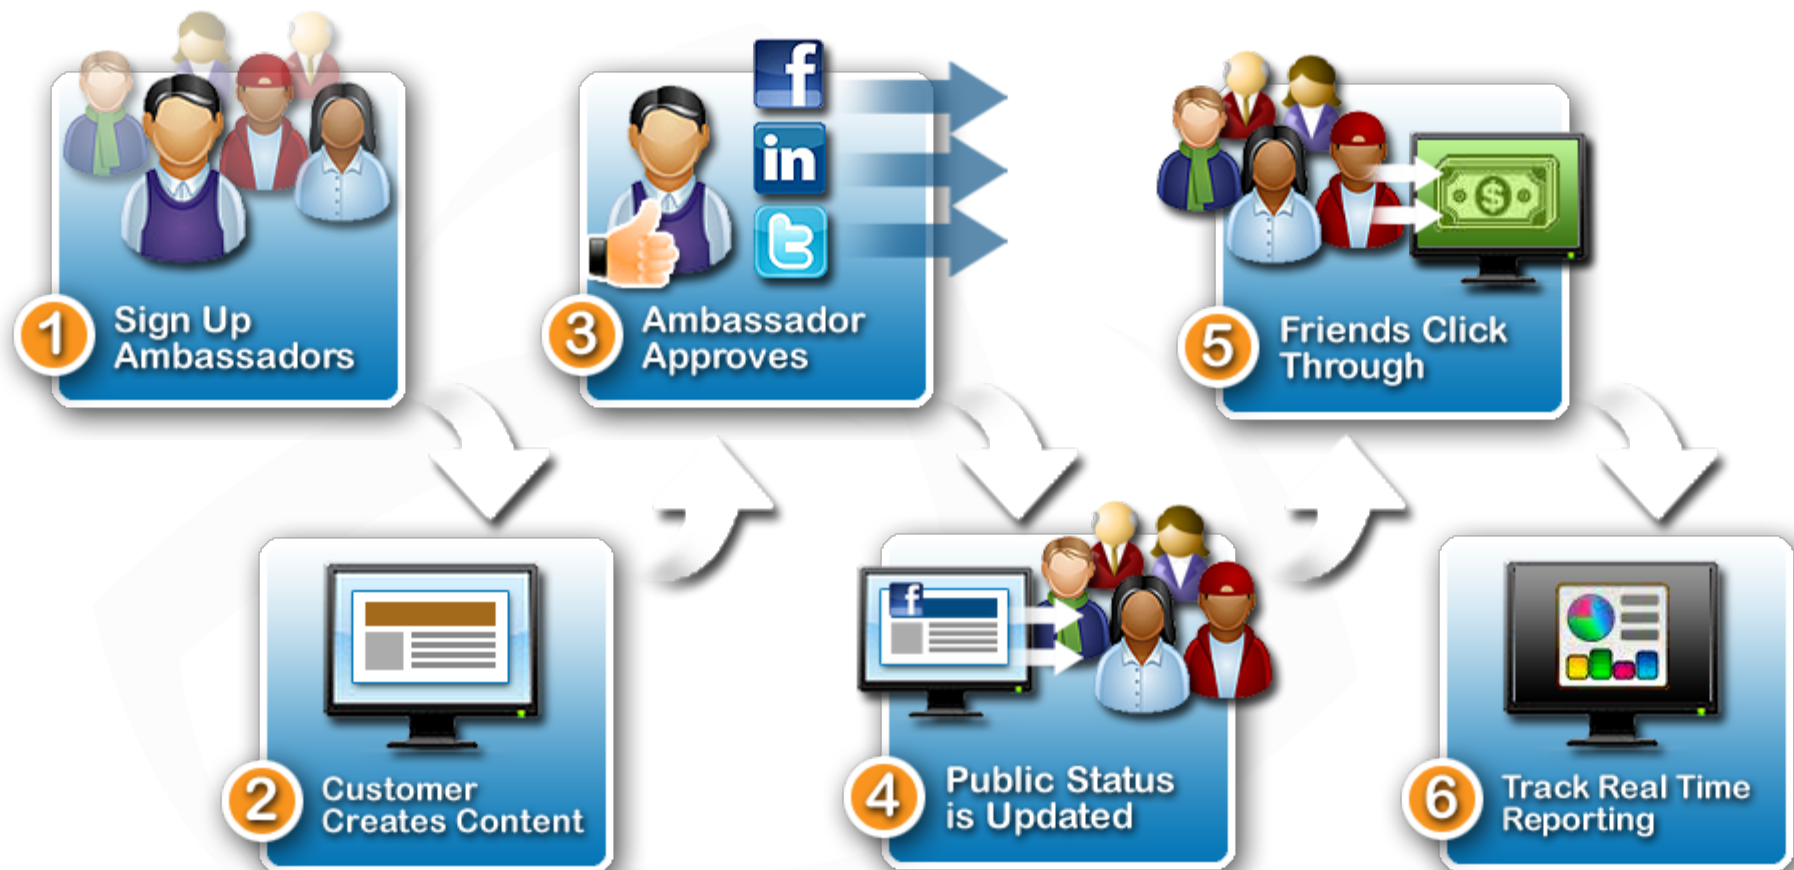 1
Sign Up
Ambassadors
2
Customer
Creates Content
3
Ambassador
Approves
f
in
t
4
Public Status
is Updated
f
5
Friends Click
Through
$
6
Track Real Time
Reporting